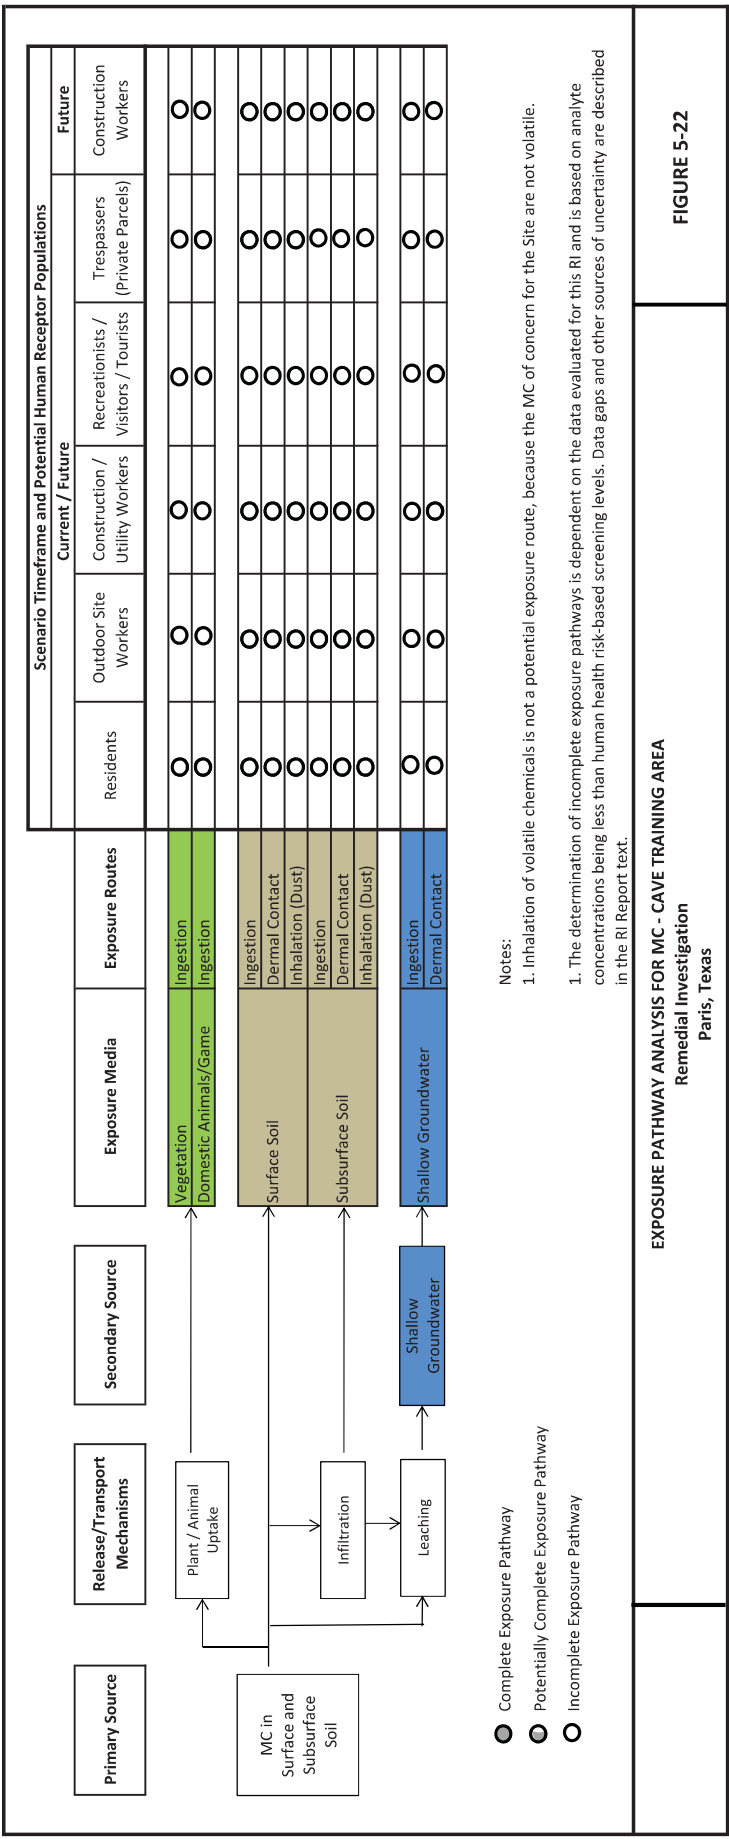 Scenario Timeframe and Potential Human Receptor Populations
Current / Future
Future
Primary Source
Release/Transport
Mechanisms
Secondary Source
Exposure Media
Exposure Routes
Residents
Outdoor Site
Workers
Construction /
Utility Workers
Recreationists /
Visitors / Tourists
Trespassers
(Private Parcels)
Construction
Workers
MC in
Surface and
Subsurface
Soil
Plant / Animal
Uptake
Infiltration
Leaching
Shallow
Groundwater
Vegetation
Ingestion
Domestic Animals/Game
Ingestion
Surface Soil
Ingestion
Dermal Contact
Inhalation (Dust)
Subsurface Soil
Ingestion
Dermal Contact
Inhalation (Dust)
Shallow Groundwater
Ingestion
Dermal Contact
Complete Exposure Pathway
Potentially Complete Exposure Pathway
Incomplete Exposure Pathway
Notes:
1. Inhalation of volatile chemicals is not a potential exposure route, because the MC of concern for the Site are not volatile.
1. The determination of incomplete exposure pathways is dependent on the data evaluated for this RI and is based on analyte
concentrations being less than human health risk-based screening levels. Data gaps and other sources of uncertainty are described
in the RI Report text.
EXPOSURE PATHWAY ANALYSIS FOR MC - CAVE TRAINING AREA
Remedial Investigation
Paris, Texas
FIGURE 5-22